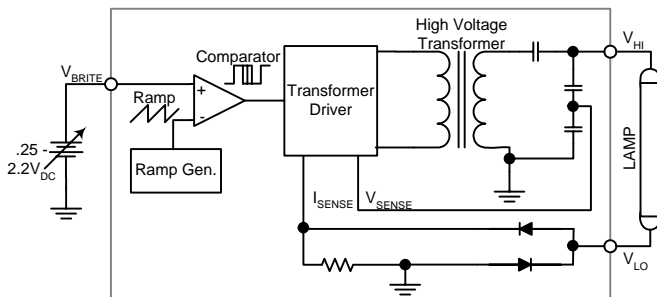 High Voltage
Transformer
V_HI
Comparator
V_BRITE
Transformer
Driver
+
Ramp
-
.25 -
2.2V_DC
Ramp Gen.
LAMP
I_SENSE
V_SENSE
V_LO